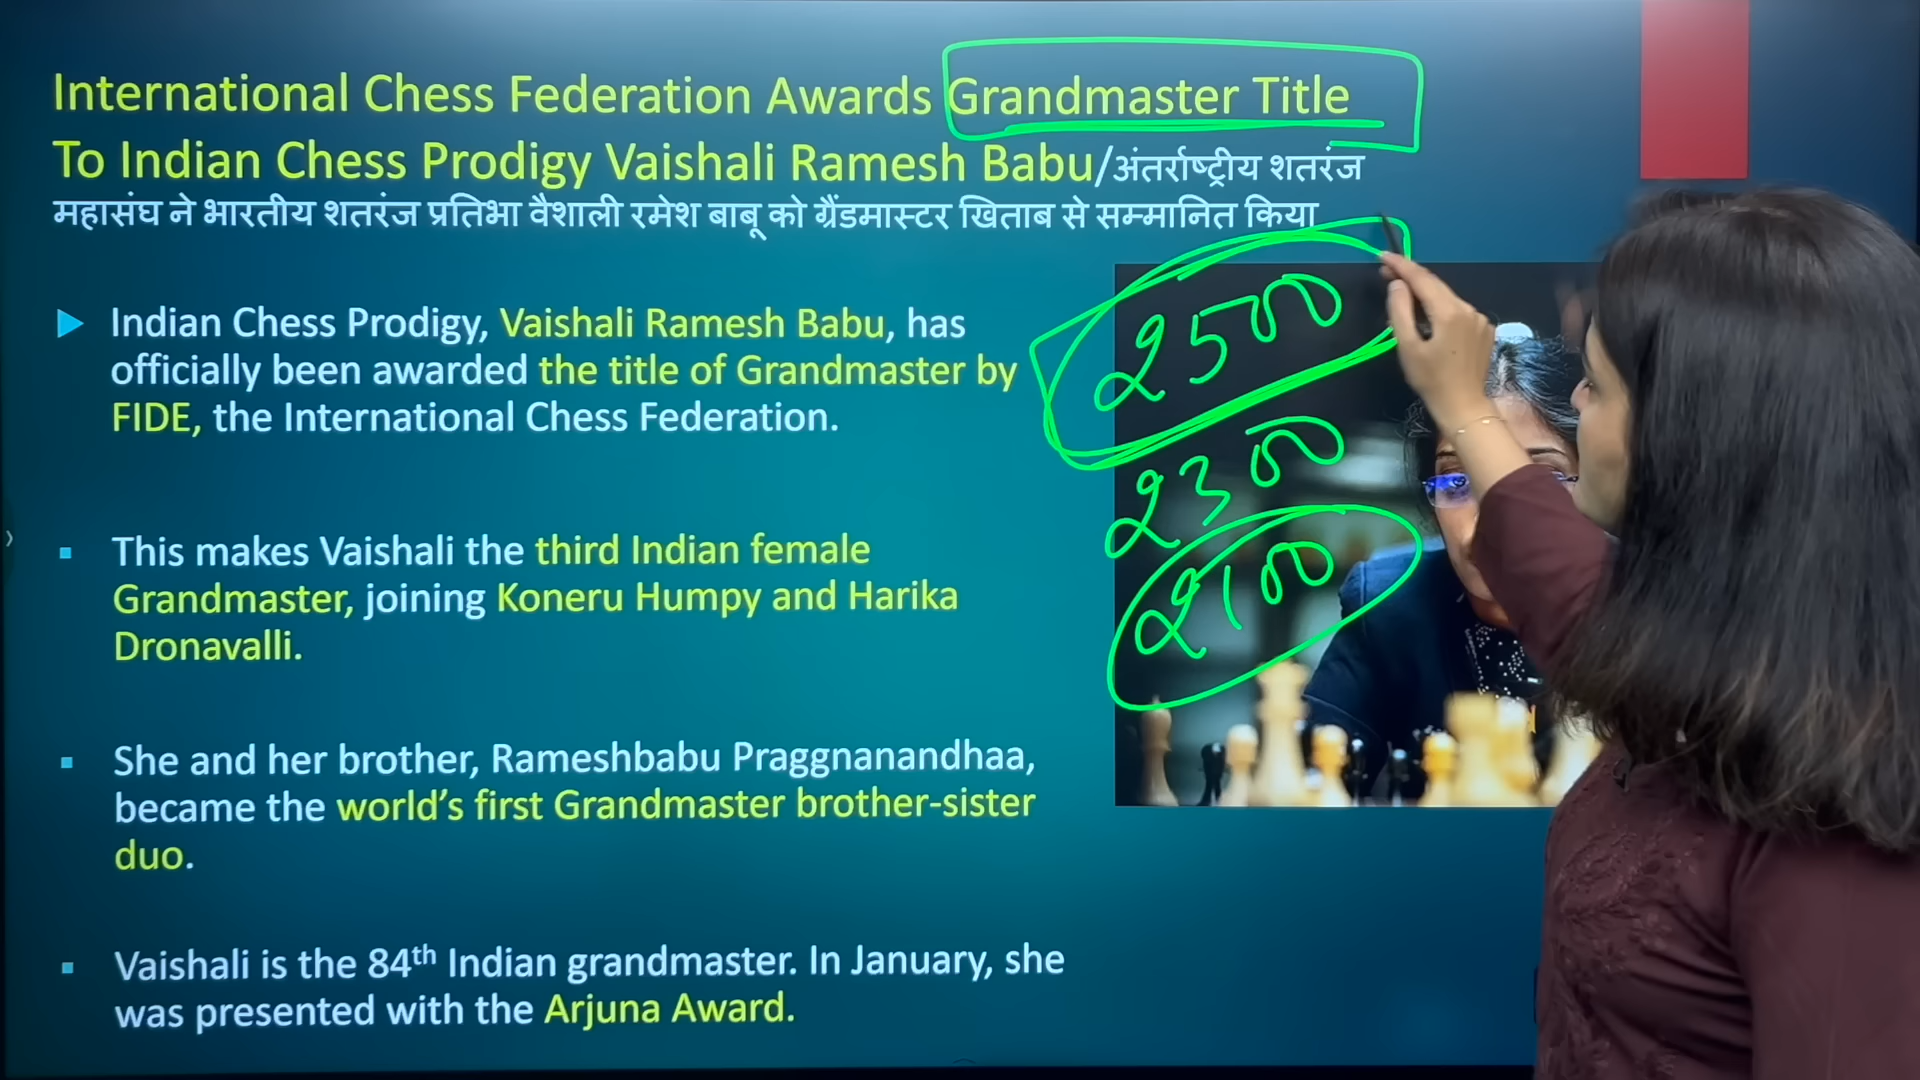 International Chess Federation Awards Grandmaster Title
To Indian Chess Prodigy Vaishali Ramesh Babu/अंतर्राष्ट्रीय शतरंज
महासंघ ने भारतीय शतरंज प्रतिभा वैशाली रमेश बाबू को ग्रैंडमास्टर खिताब से सम्मानित किया
Indian Chess Prodigy, Vaishali Ramesh Babu, has
officially been awarded the title of Grandmaster by
FIDE, the International Chess Federation.
This makes Vaishali the third Indian female
Grandmaster, joining Koneru Humpy and Harika
Dronavalli.
She and her brother, Rameshbabu Praggnanandhaa,
became the world's first Grandmaster brother-sister
duo.
Vaishali is the 84th Indian grandmaster. In January, she
was presented with the Arjuna Award.
2500
2300
2100